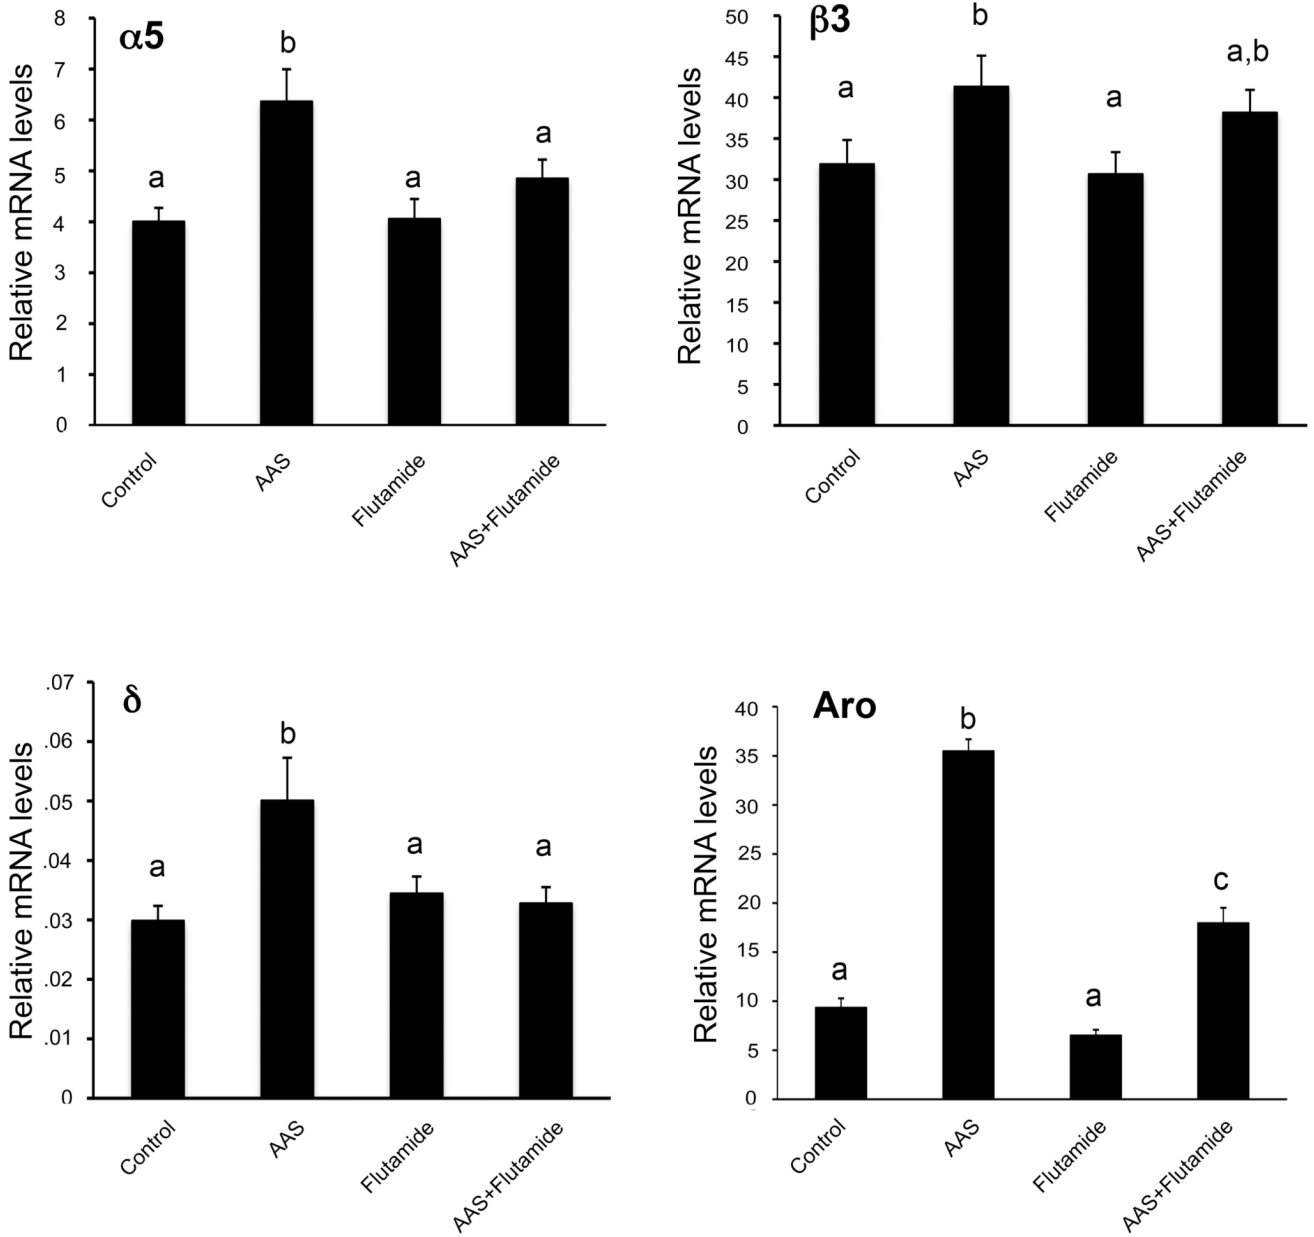 α5
Relative mRNA levels
8
7
6
5
4
3
2
1
0
a
b
a
a
Control
AAS
Flutamide
AAS+Flutamide
β3
Relative mRNA levels
50
45
40
35
30
25
20
15
10
5
0
a
b
a
a,b
Control
AAS
Flutamide
AAS+Flutamide
δ
Relative mRNA levels
.07
.06
.05
.04
.03
.02
.01
0
a
b
a
a
Control
AAS
Flutamide
AAS+Flutamide
Aro
Relative mRNA levels
40
35
30
25
20
15
10
5
0
a
b
a
c
Control
AAS
Flutamide
AAS+Flutamide